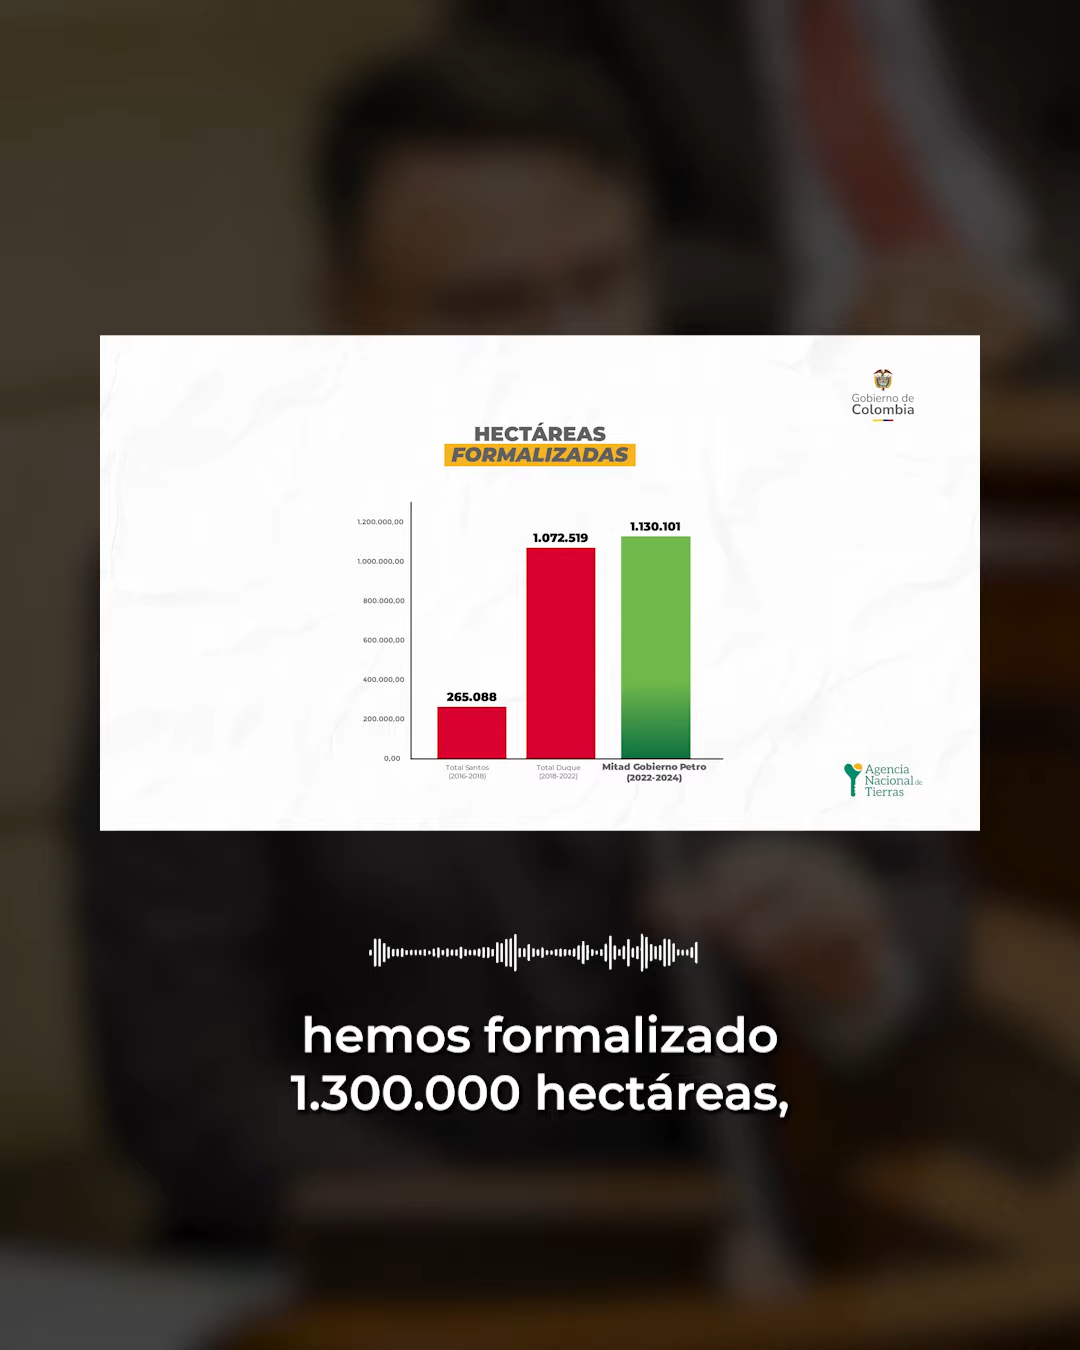 Gobierno de
Colombia
HECTÁREAS
FORMALIZADAS
1.200.000,00
1.000.000,00
800.000,00
600.000,00
400.000,00
200.000,00
0,00
265.088
1.072.519
1.130.101
Total Santos
(2016-2018)
Total Duque
(2018-2022)
Mitad Gobierno Petro
(2022-2024)
Agencia
Nacional de
Tierras
hemos formalizado
1.300.000 hectáreas,